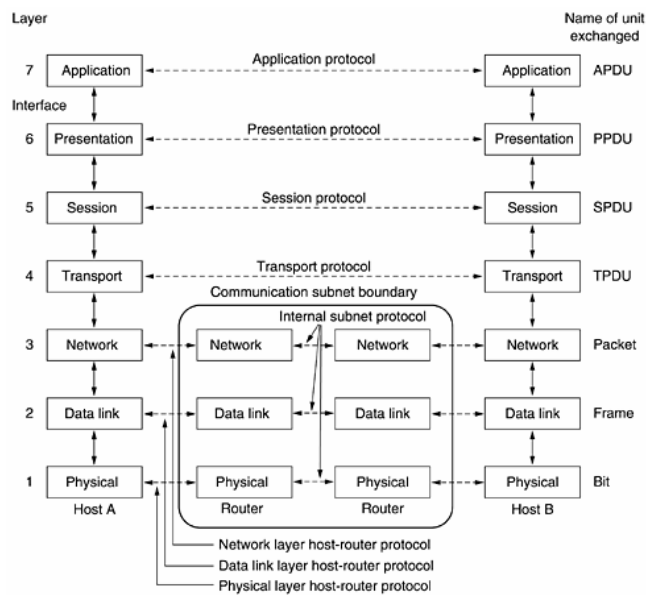 Layer
Name of unit
exchanged
7 Application Application protocol Application APDU
Interface
6 Presentation Presentation protocol Presentation PPDU
5 Session Session protocol Session SPDU
4 Transport Transport protocol Transport TPDU
Communication subnet boundary
Internal subnet protocol
3 Network Network Network Network Packet
2 Data link Data link Data link Data link Frame
1 Physical Physical Physical Physical Bit
Host A Router Router Host B
Network layer host-router protocol
Data link layer host-router protocol
Physical layer host-router protocol